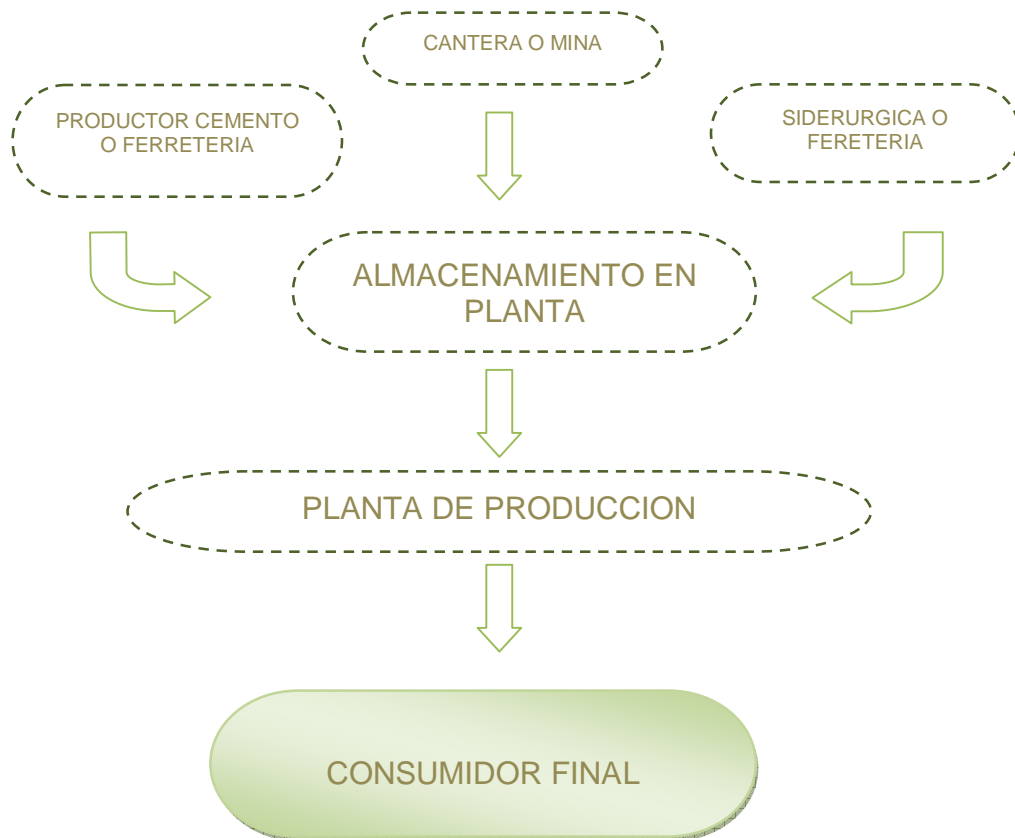 CANTERA O MINA
PRODUCTOR CEMENTO
O FERRETERIA
SIDERURGICA O
FERETERIA
ALMACENAMIENTO EN
PLANTA
PLANTA DE PRODUCCION
CONSUMIDOR FINAL